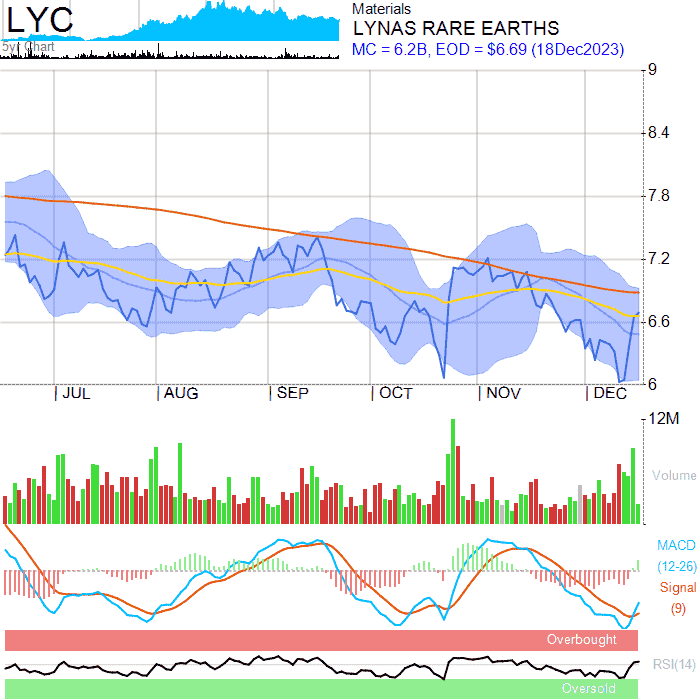 LYC
5yr Chart
Materials
LYNAS RARE EARTHS
MC = 6.2B, EOD = $6.69 (18Dec2023)
9
8.4
7.8
7.2
6.6
6
JUL AUG SEP OCT NOV DEC
12M
Volume
MACD
(12-26)
Signal
(9)
Overbought
RSI(14)
Oversold